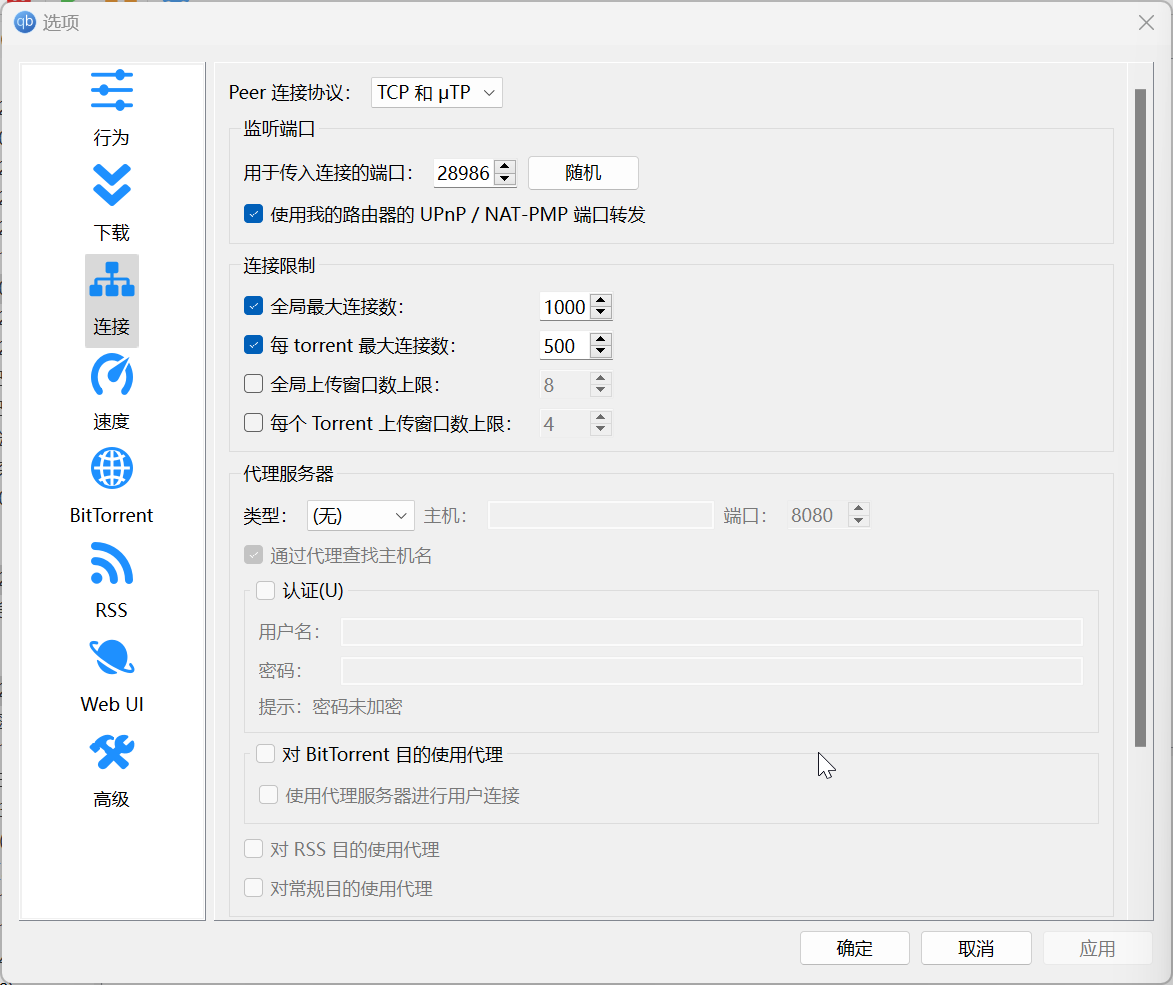 qb 选项
行为
下载
连接
速度
BitTorrent
RSS
Web UI
高级
Peer 连接协议： TCP 和 μTP
监听端口
用于传入连接的端口： 28986 随机
使用我的路由器的 UPnP / NAT-PMP 端口转发
连接限制
全局最大连接数： 1000
每 torrent 最大连接数： 500
全局上传窗口数上限： 8
每个 Torrent 上传窗口数上限： 4
代理服务器
类型： (无) 主机： 端口： 8080
通过代理查找主机名
认证(U)
用户名：
密码：
提示：密码未加密
对 BitTorrent 目的使用代理
使用代理服务器进行用户连接
对 RSS 目的使用代理
对常规目的使用代理
确定 取消 应用